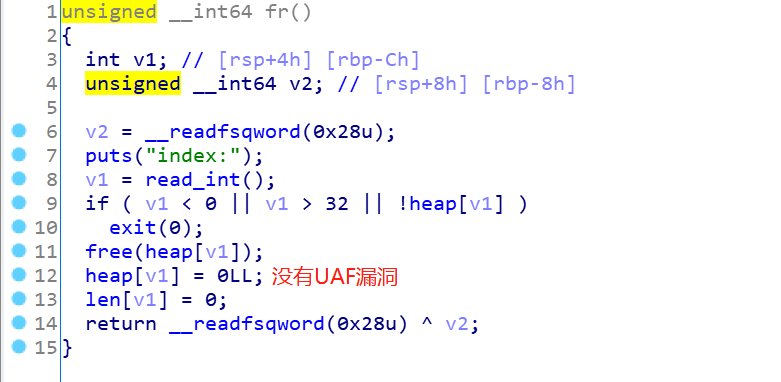 1 unsigned __int64 fr()
2 {
3 int v1; // [rsp+4h] [rbp-Ch]
4 unsigned __int64 v2; // [rsp+8h] [rbp-8h]
5
6 v2 = __readfsqword(0x28u);
7 puts("index:");
8 v1 = read_int();
9 if ( v1 < 0 || v1 > 32 || !heap[v1] )
10 exit(0);
11 free(heap[v1]);
12 heap[v1] = 0LL; 没有UAF漏洞
13 len[v1] = 0;
14 return __readfsqword(0x28u) ^ v2;
15 }